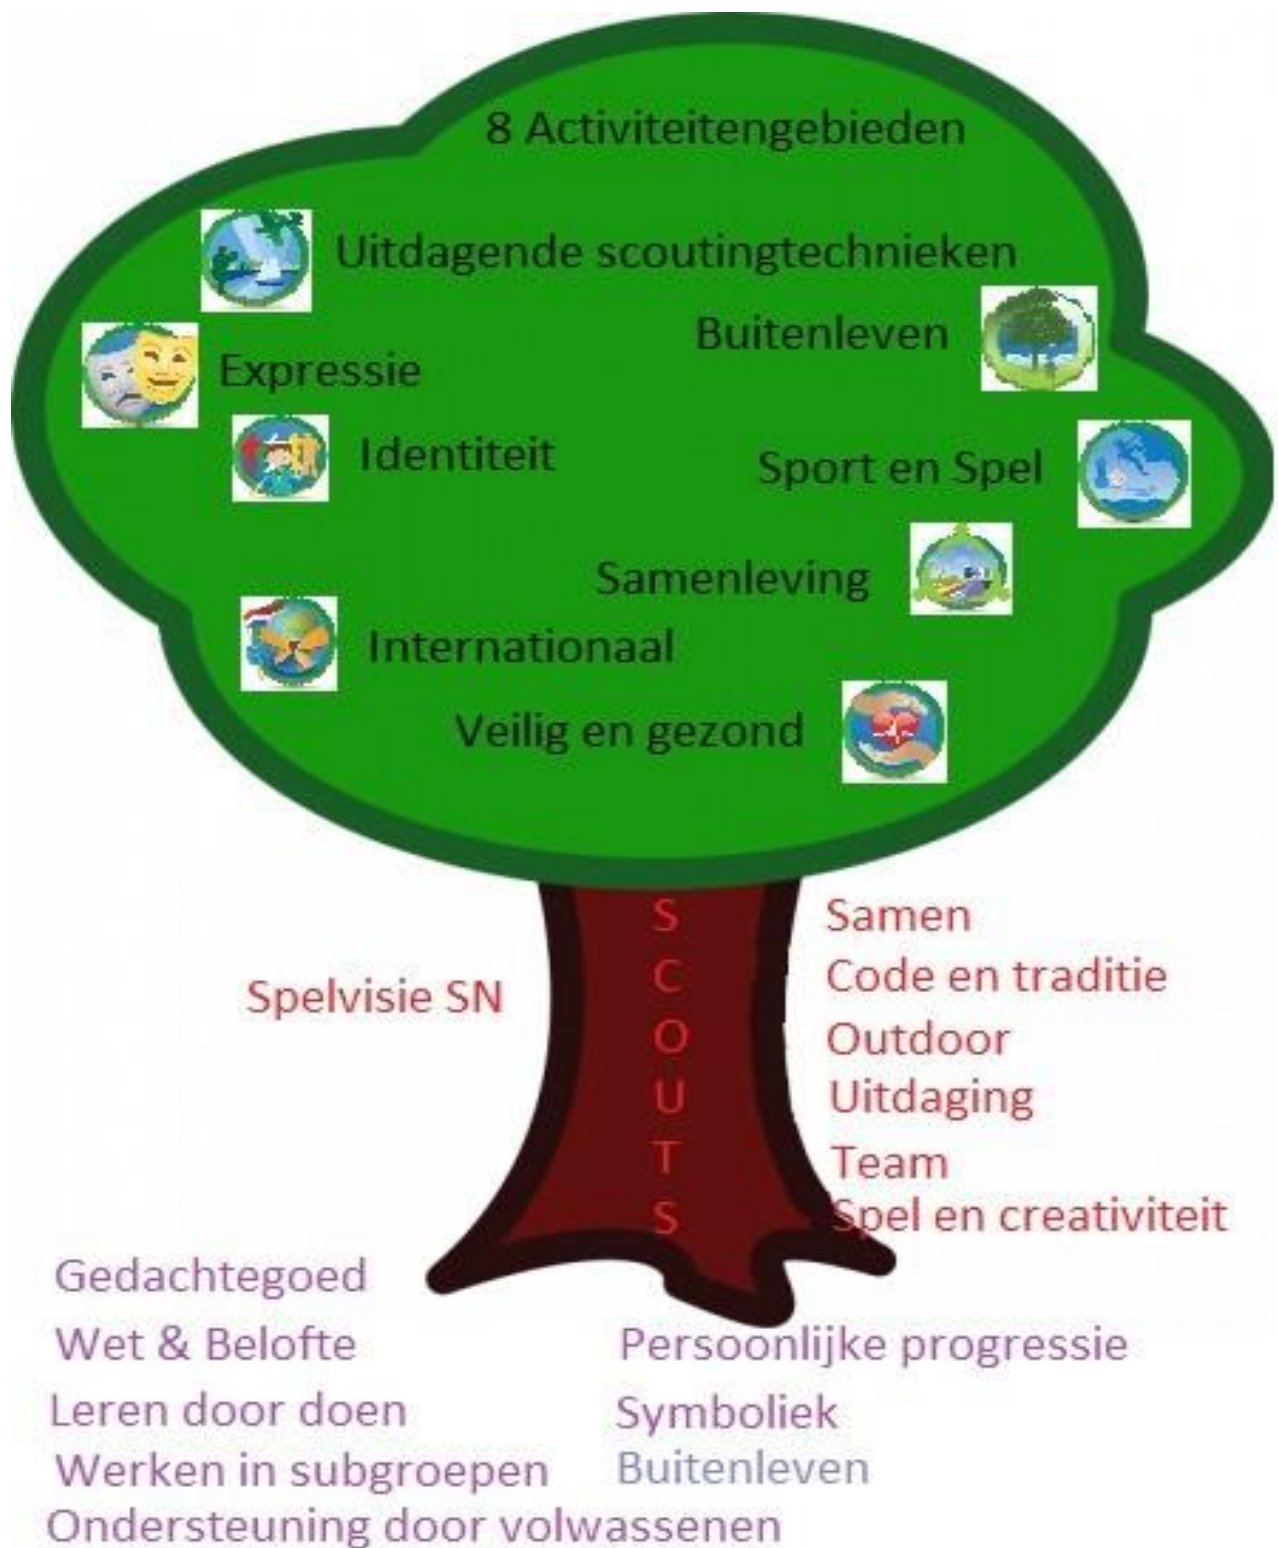 8 Activiteitengebieden
Uitdagende scoutingtechnieken
Buitenleven
Expressie
Identiteit
Sport en Spel
Samenleving
Internationaal
Veilig en gezond
S
C
O
U
T
S
Samen
Code en traditie
Outdoor
Uitdaging
Team
Spel en creativiteit
Spelvisie SN
Gedachtegoed
Wet & Belofte
Leren door doen
Werken in subgroepen
Ondersteuning door volwassenen
Persoonlijke progressie
Symboliek
Buitenleven